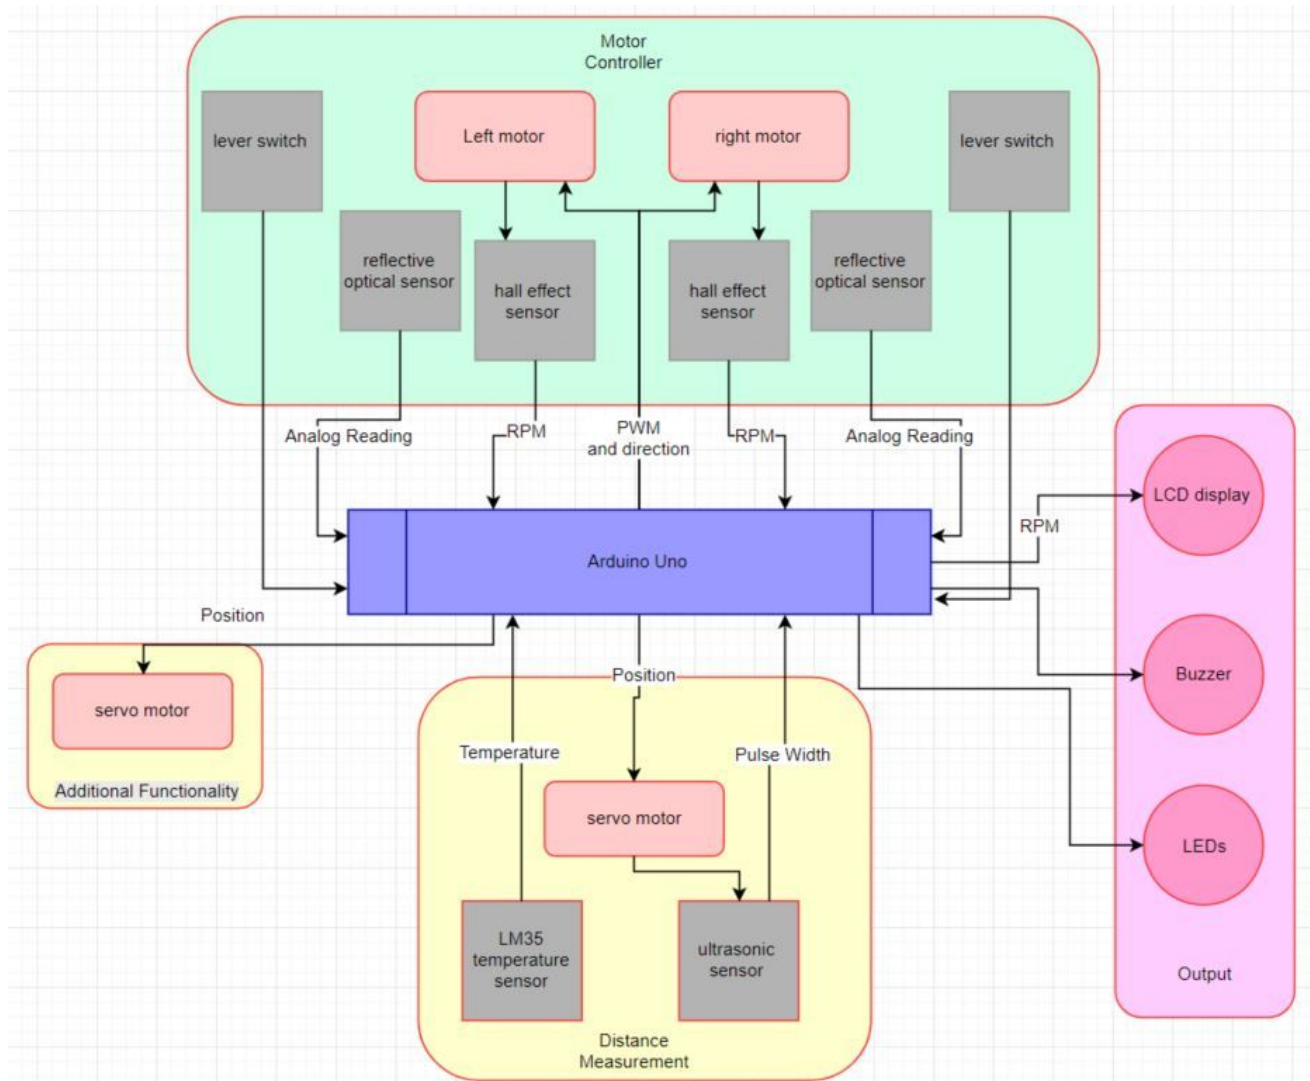 Motor
Controller
lever switch
Left motor
right motor
lever switch
reflective
optical sensor
hall effect
sensor
hall effect
sensor
reflective
optical sensor
Analog Reading
RPM
PWM
and direction
RPM
Analog Reading
LCD display
RPM
Arduino Uno
Position
Position
Buzzer
servo motor
Temperature
Pulse Width
Additional Functionality
servo motor
LEDs
LM35
temperature
sensor
ultrasonic
sensor
Output
Distance
Measurement